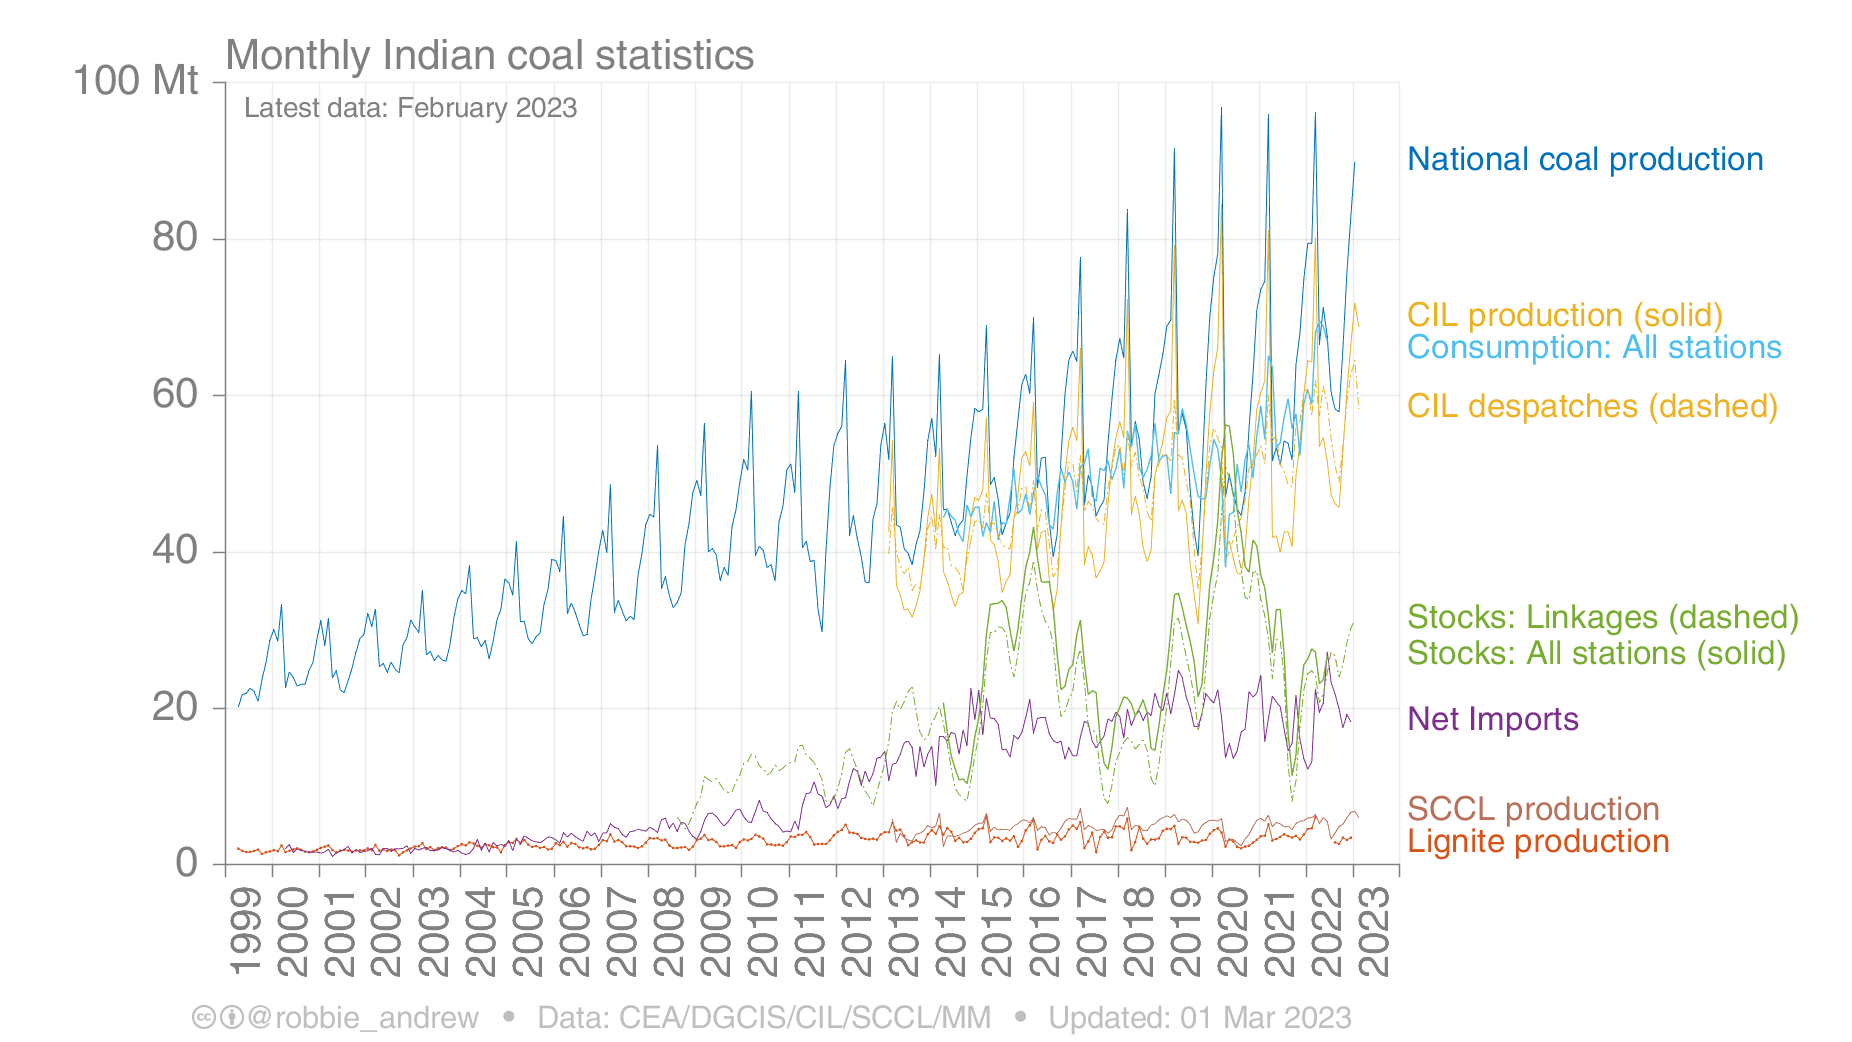 Monthly Indian coal statistics
100 Mt
Latest data: February 2023
80
60
40
20
0
National coal production
CIL production (solid)
Consumption: All stations
CIL despatches (dashed)
Stocks: Linkages (dashed)
Stocks: All stations (solid)
Net Imports
SCCL production
Lignite production
1999 2000 2001 2002 2003 2004 2005 2006 2007 2008 2009 2010 2011 2012 2013 2014 2015 2016 2017 2018 2019 2020 2021 2022 2023
@robbie_andrew • Data: CEA/DGCIS/CIL/SCCL/MM • Updated: 01 Mar 2023